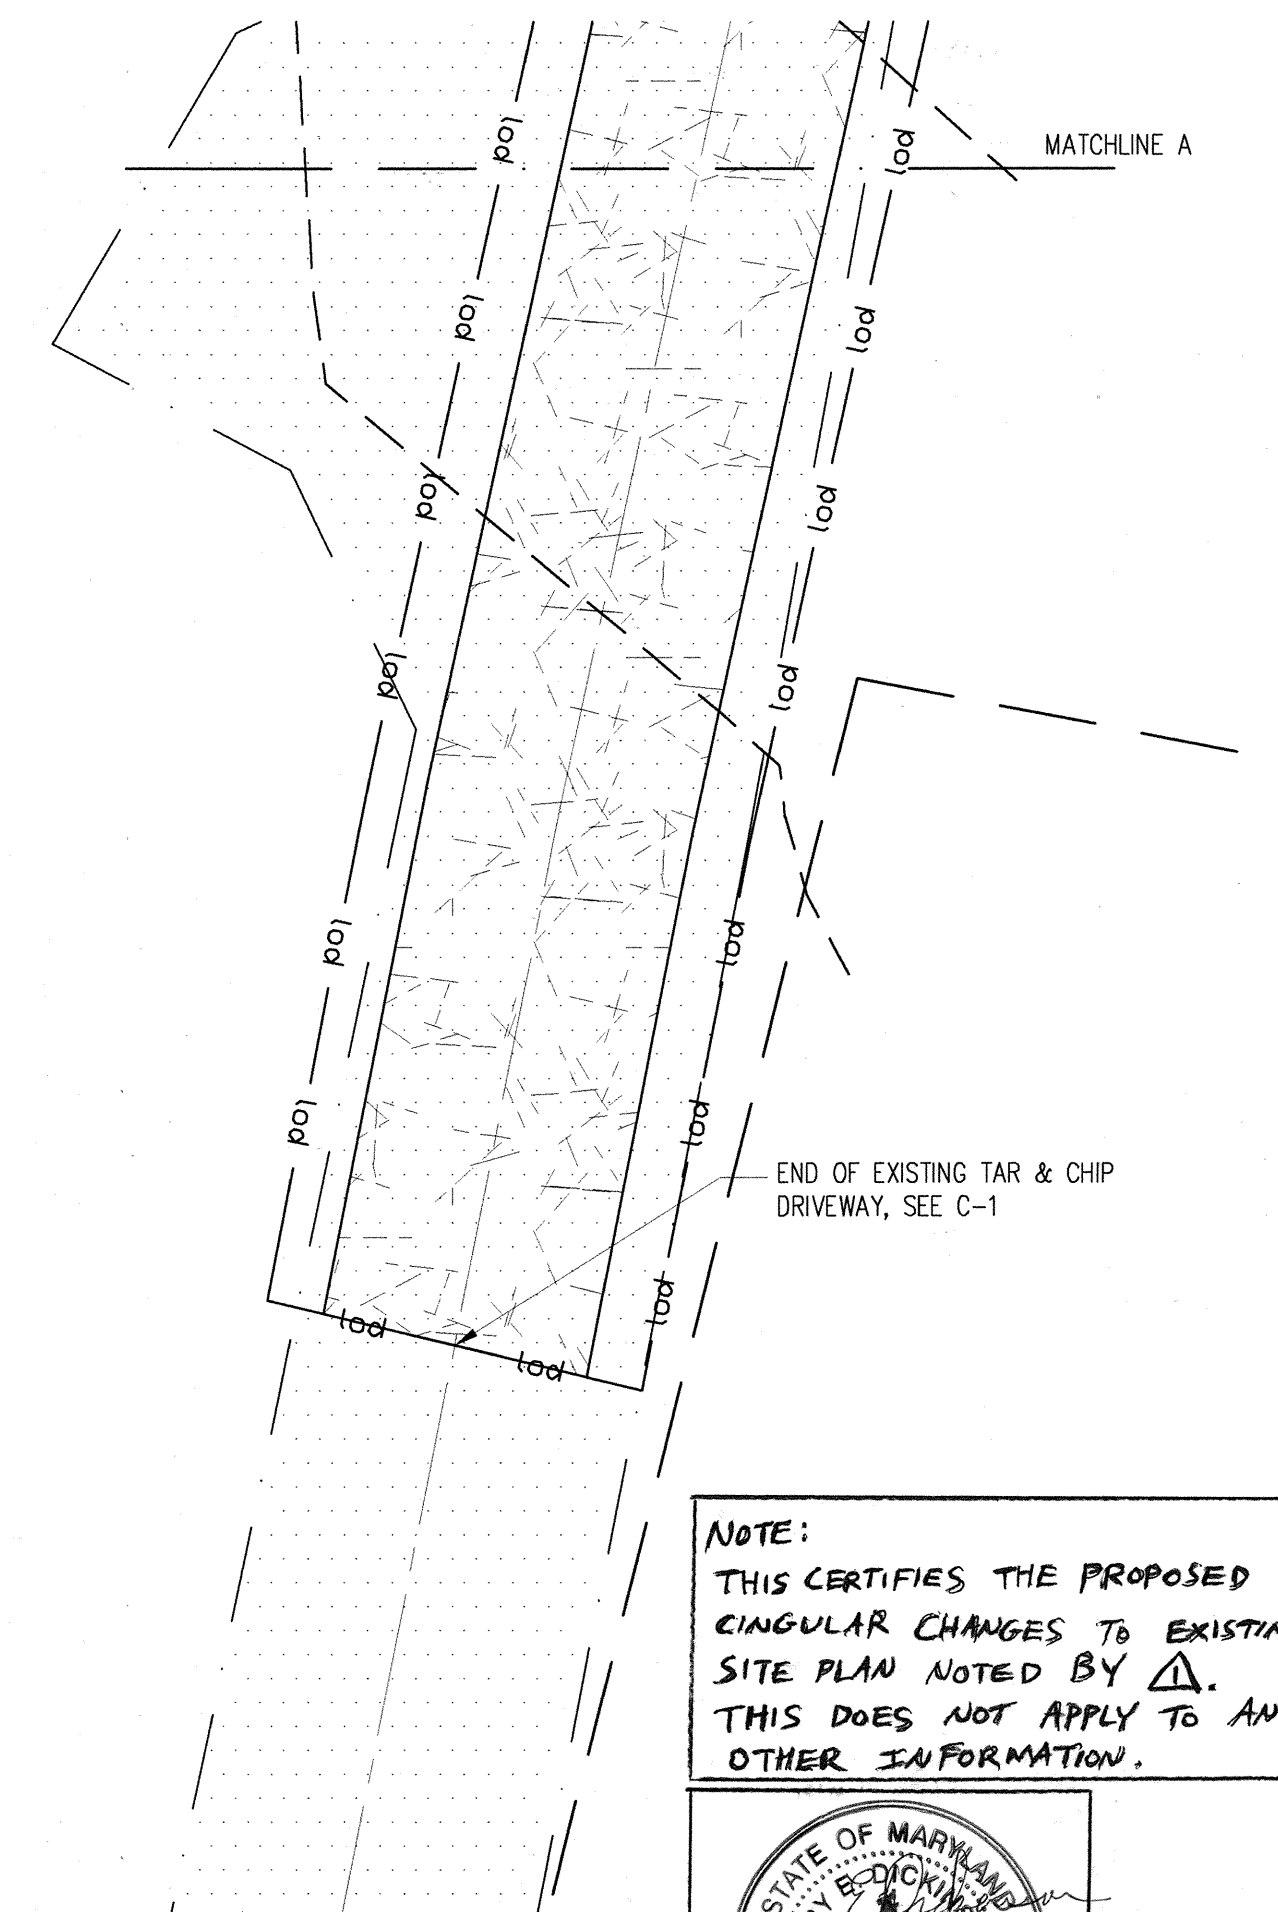 lod
lod
MATCHLINE A
lod
lod
lod
lod
lod
lod
lod
lod
lod
lod
END OF EXISTING TAR & CHIP
DRIVEWAY, SEE C-1
lod
lod
lod
NOTE:
THIS CERTIFIES THE PROPOSED
CINGULAR CHANGES TO EXISTIN
SITE PLAN NOTED BY 1.
THIS DOES NOT APPLY TO AN
OTHER INFORMATION.
STATE OF MARYLAND